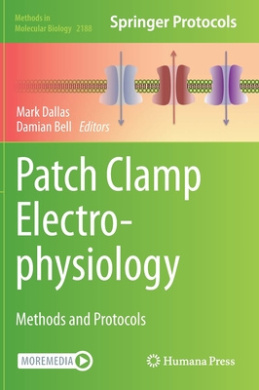 Methods in
Molecular Biology 2188
Springer Protocols
Mark Dallas
Damian Bell Editors
Patch Clamp
Electro-
physiology
Methods and Protocols
MOREMEDIA
Humana Press